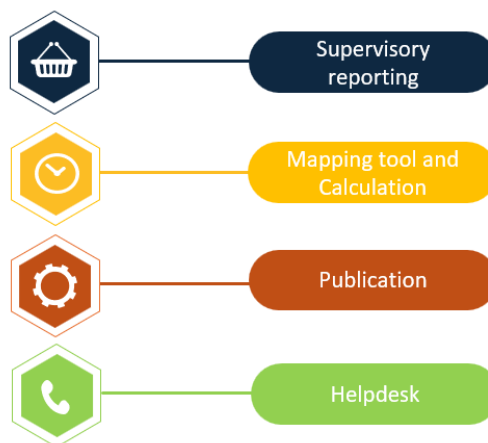 Supervisory
reporting
Mapping tool and
Calculation
Publication
Helpdesk